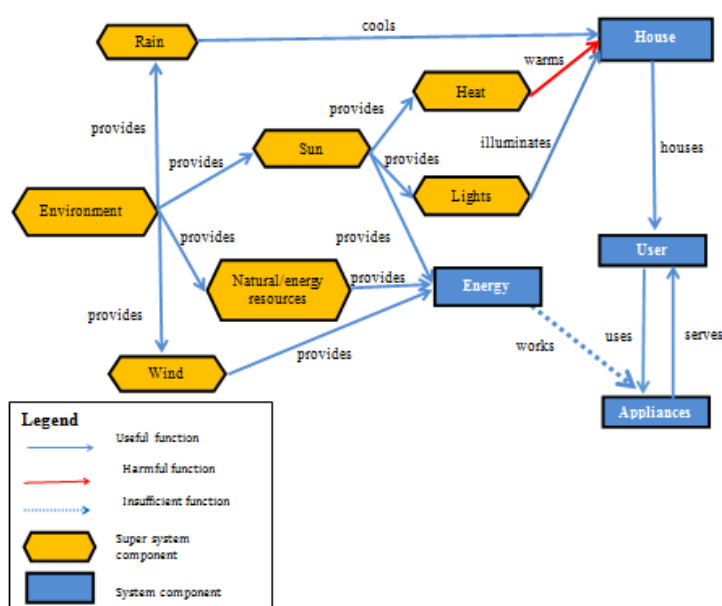 cools
Rain
House
warms
Heat
provides
provides
illuminates
provides
Sun
provides
houses
Environment
Lights
provides
provides
Natural/energy
resources
provides
Energy
User
provides
provides
works
uses
serves
Wind
Appliances
Legend
Useful function
Harmful function
Insufficient function
Super system
component
System component